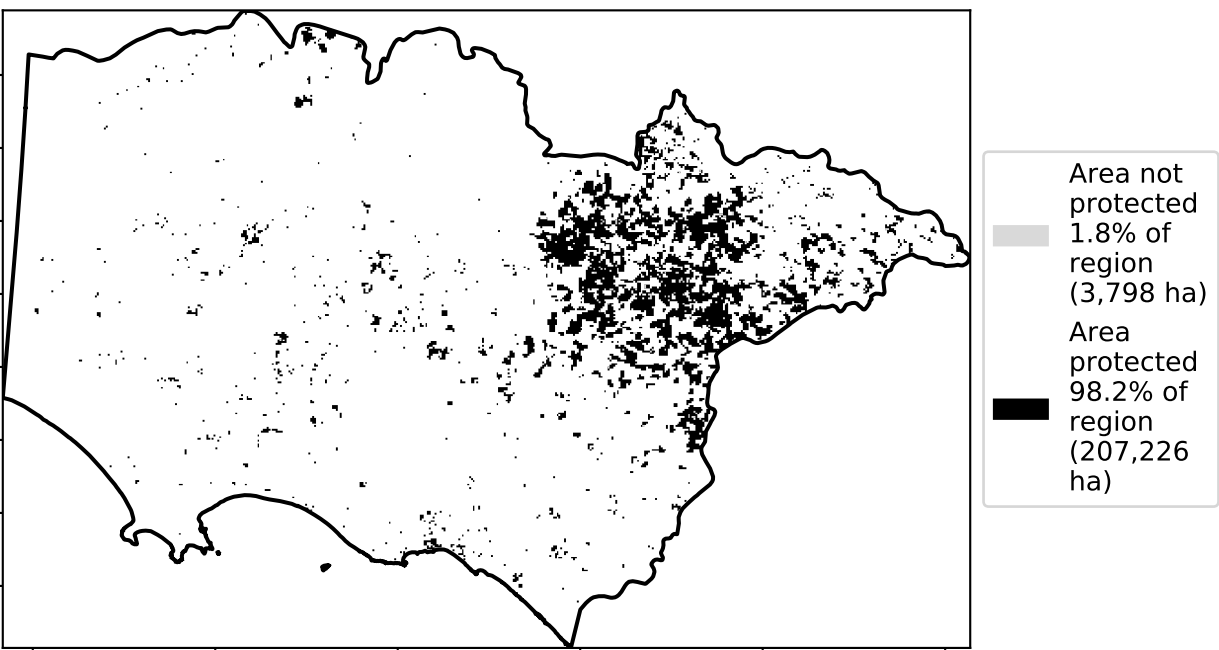 Area not
protected
1.8% of
region
(3,798 ha)
Area
protected
98.2% of
region
(207,226
ha)